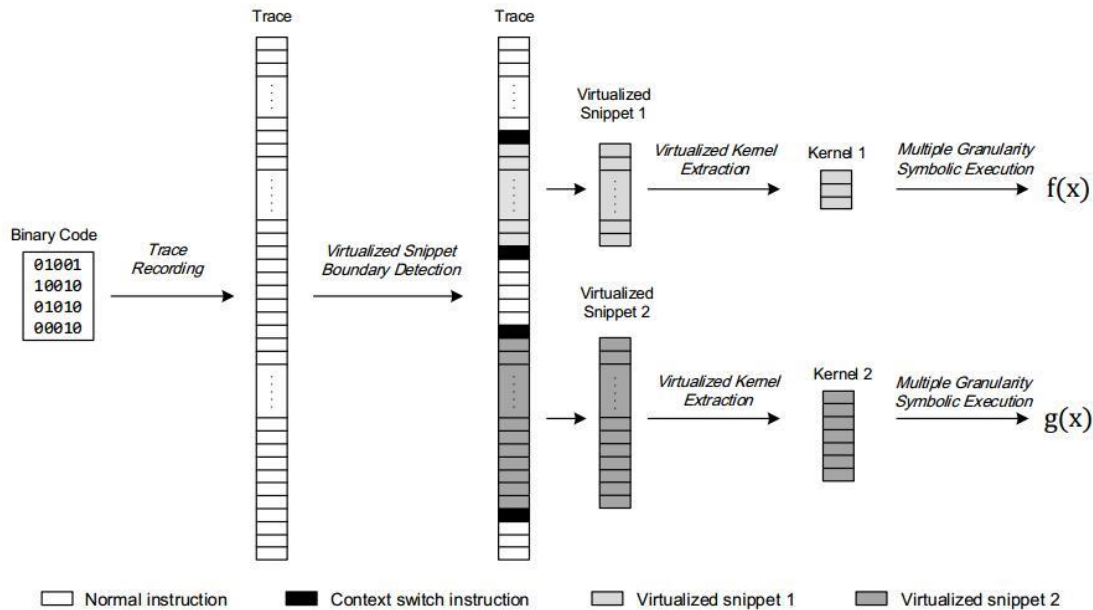 Trace
Trace
Virtualized
Snippet 1
Virtualized Kernel
Extraction
Kernel 1
Multiple Granularity
Symbolic Execution
f(x)
Binary Code
01001
10010
01010
00010
Trace
Recording
Virtualized Snippet
Boundary Detection
Virtualized
Snippet 2
Virtualized Kernel
Extraction
Kernel 2
Multiple Granularity
Symbolic Execution
g(x)
Normal instruction
Context switch instruction
Virtualized snippet 1
Virtualized snippet 2